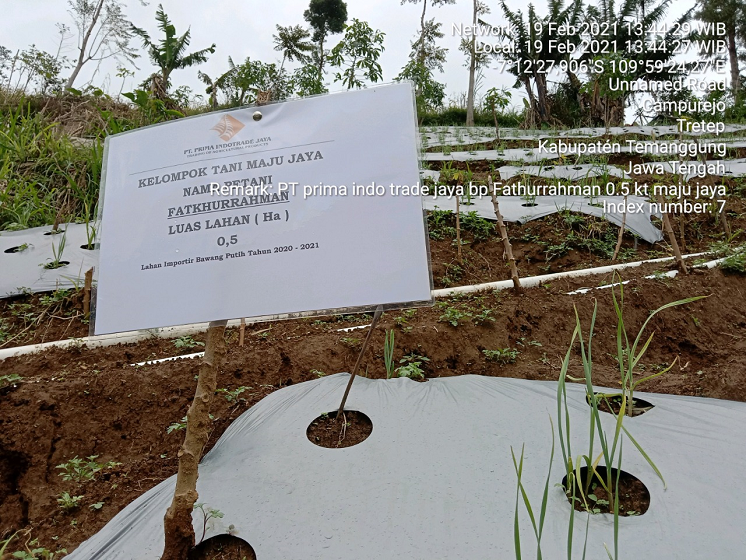 PT. PRIMA INDOTRADE JAYA
KELOMPOK TANI MAJU JAYA
NAMA PETANI
FATKHURRAHMAN
LUAS LAHAN ( Ha )
0,5
Lahan Importir Bawang Putih Tahun 2020 - 2021
Network: 19 Feb 2021 13:44:29 WIB
Local: 19 Feb 2021 13:44:27 WIB
7°12'27.906"S 109°59'24.27"E
Unnamed Road
Campurejo
Tretep
Kabupaten Temanggung
Jawa Tengah
Remark: PT prima indo trade jaya bp Fathurrahman 0.5 kt maju jaya
Index number: 7